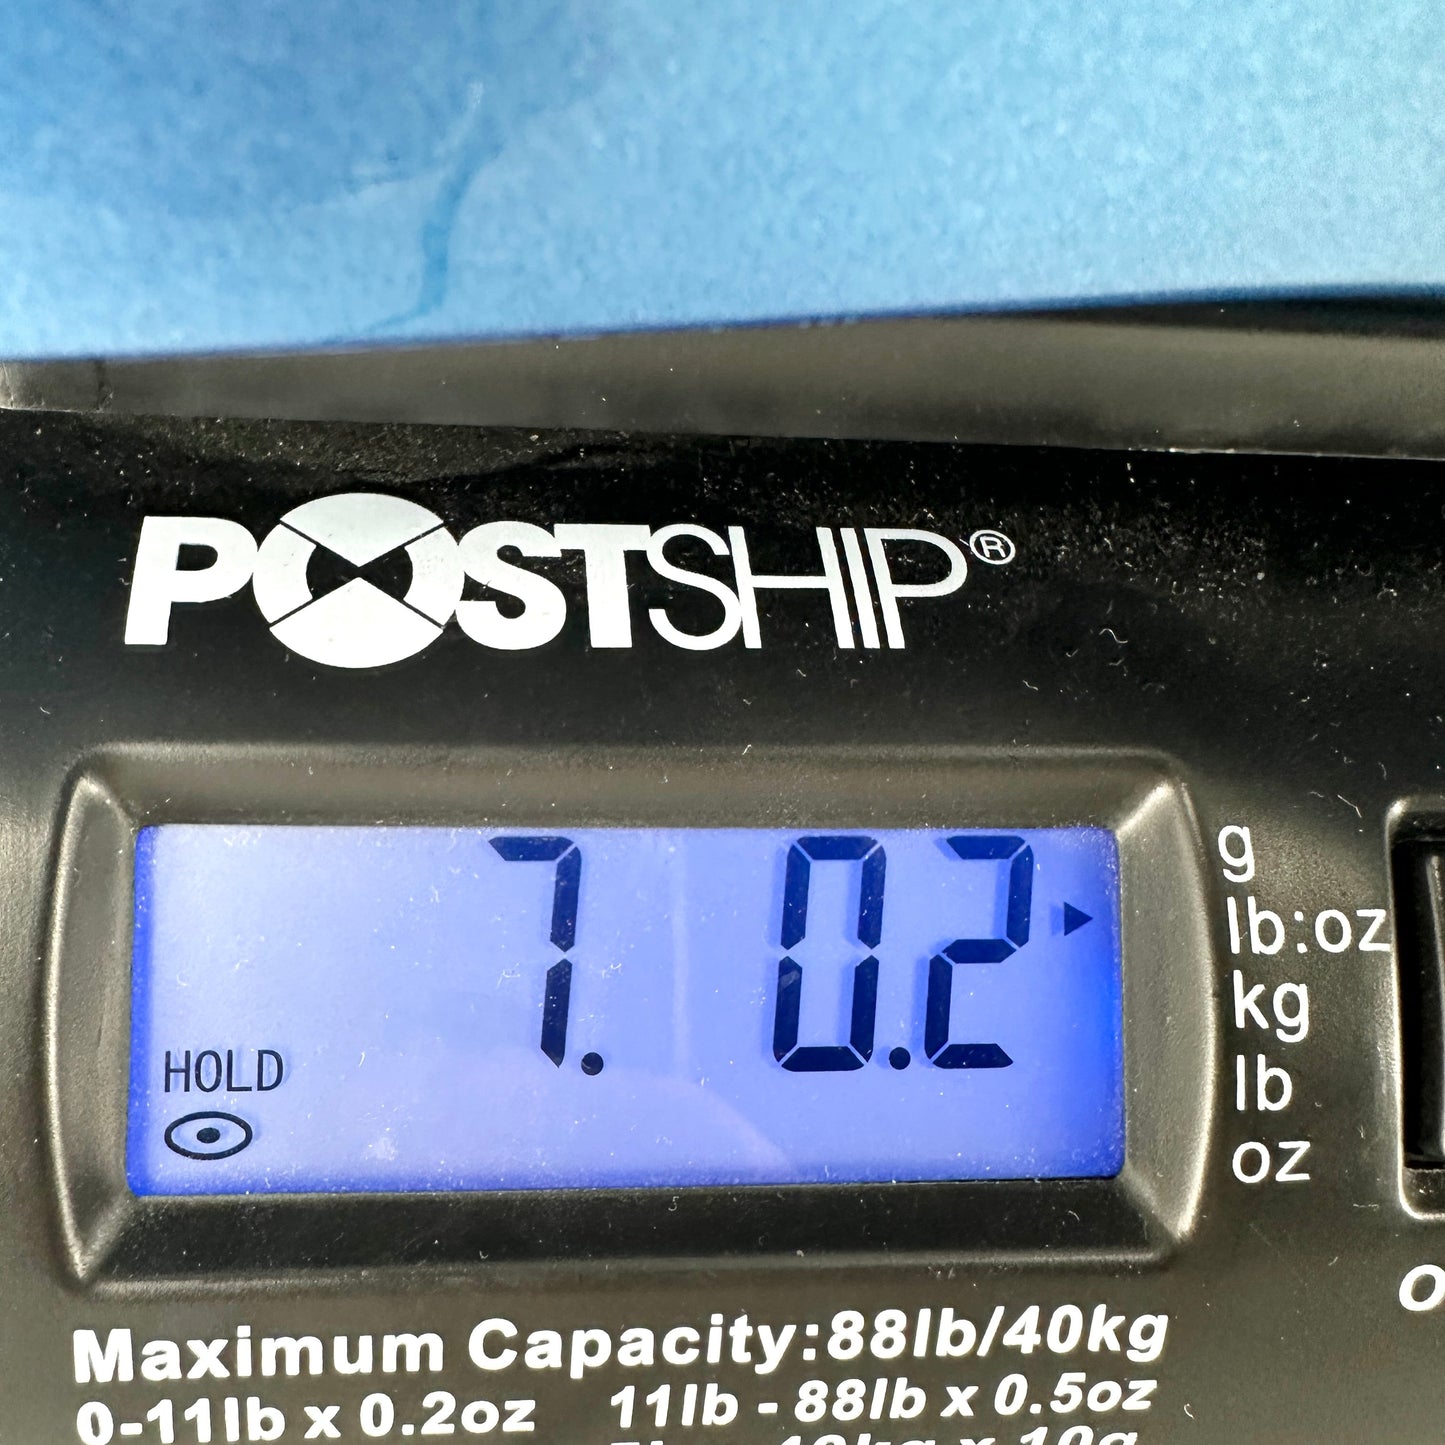 POSTSHIP®
7. 0.2
HOLD
g
lb:oz
kg
lb
oz
Maximum Capacity:88lb/40kg
0-11lb x 0.2oz 11lb - 88lb x 0.5oz